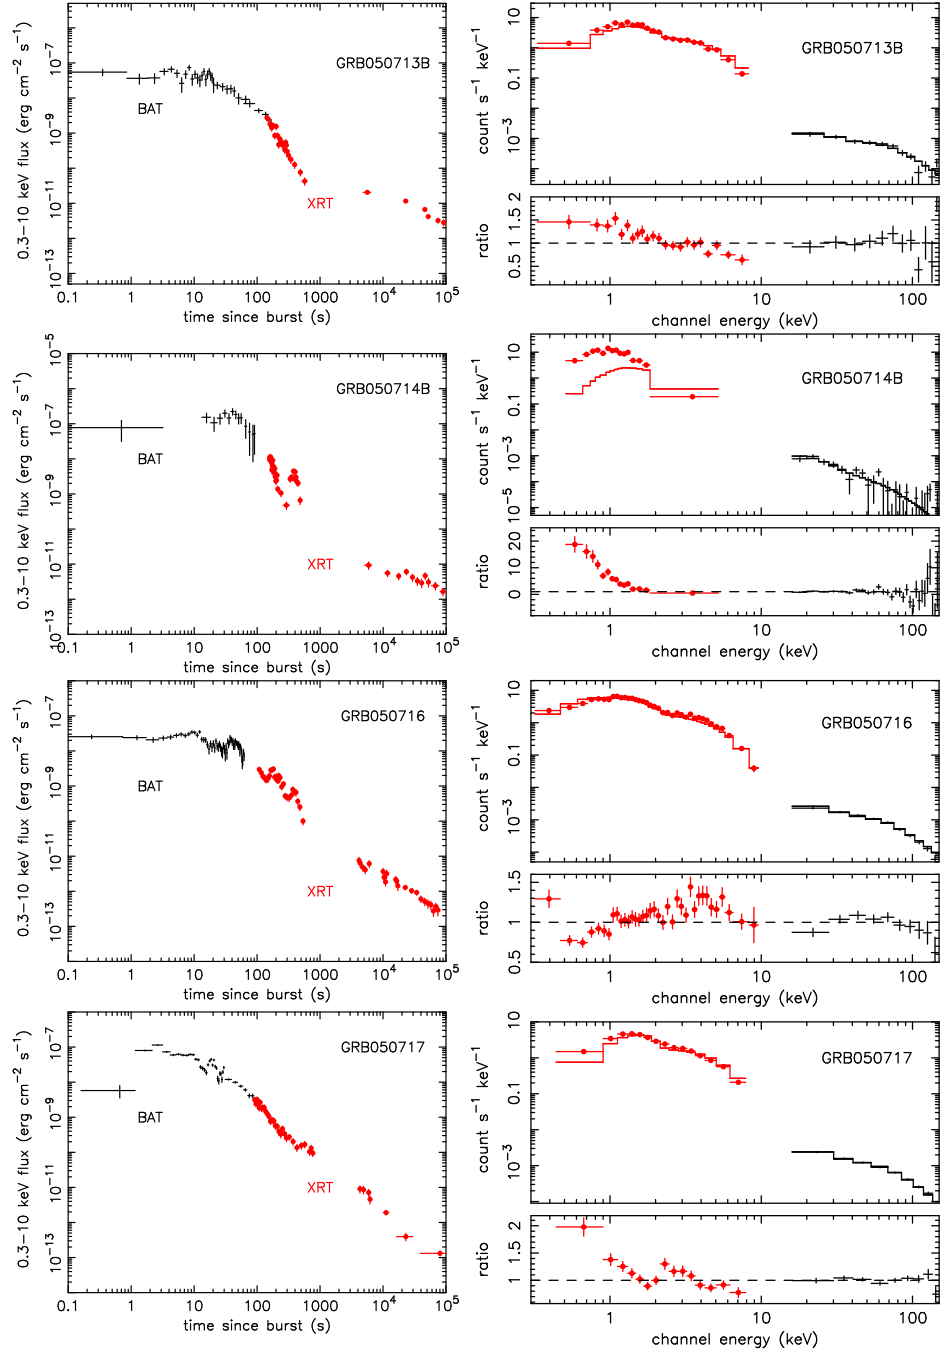 GRB050713B
BAT
XRT
0.3−10 keV flux (erg cm−2 s−1)
10−13 10−11 10−9 10−7
0.1 1 10 100 1000 10^4 10^5
time since burst (s)
GRB050713B
count s−1 keV−1
10−3 0.1 10
ratio
0.5 1 1.5 2
1 10 100
channel energy (keV)
GRB050714B
BAT
XRT
0.3−10 keV flux (erg cm−2 s−1)
10−13 10−11 10−9 10−7 10−5
0.1 1 10 100 1000 10^4 10^5
time since burst (s)
GRB050714B
count s−1 keV−1
10−5 10−3 0.1 10
ratio
0 10 20
1 10 100
channel energy (keV)
GRB050716
BAT
XRT
0.3−10 keV flux (erg cm−2 s−1)
10−13 10−11 10−9 10−7
0.1 1 10 100 1000 10^4 10^5
time since burst (s)
GRB050716
count s−1 keV−1
10−3 0.1 10
ratio
0.5 1 1.5
1 10 100
channel energy (keV)
GRB050717
BAT
XRT
0.3−10 keV flux (erg cm−2 s−1)
10−13 10−11 10−9 10−7
0.1 1 10 100 1000 10^4 10^5
time since burst (s)
GRB050717
count s−1 keV−1
10−3 0.1 10
ratio
1 1.5 2
1 10 100
channel energy (keV)